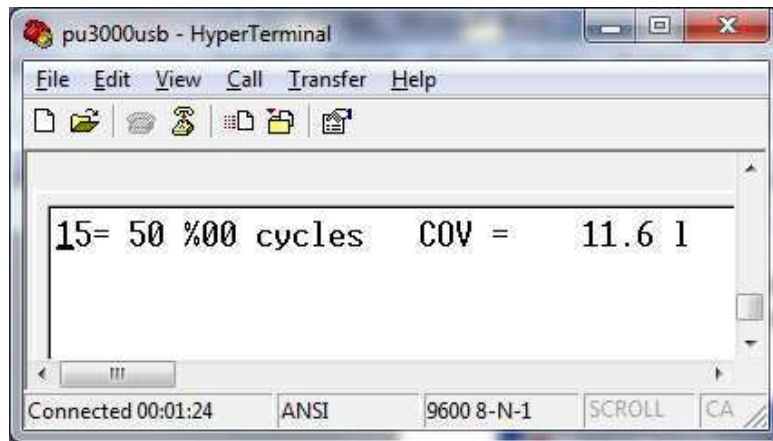 pu3000usb - HyperTerminal
File Edit View Call Transfer Help
15= 50 %00 cycles COV = 11.6 l
Connected 00:01:24 ANSI 9600 8-N-1 SCROLL CA